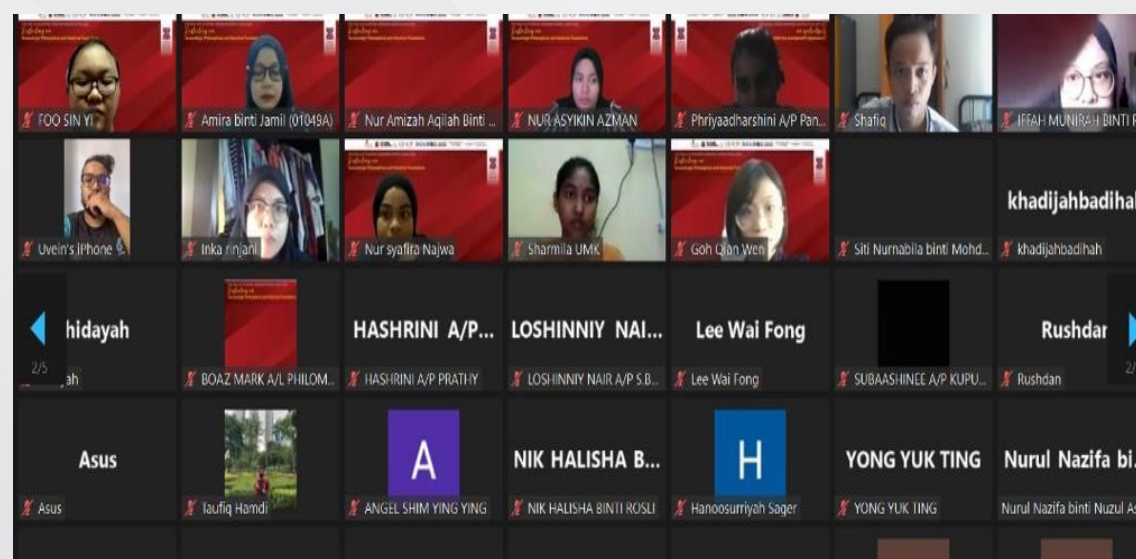 FOO SIN YI
Amira binti Jamil (01049A)
Nur Amizah Aqilah Binti ...
NUR ASYIKIN AZMAN
Phriyaadharshini A/P Pan...
Shafiq
IFFAH MUNIRAH BINTI
Uvein's iPhone
Inka rinjani
Nur syafira Najwa
Sharmila UMK
Goh Qian Wen
Siti Nurnabila binti Mohd...
khadijahbadihah
khadijahbadihah
hidayah
2/5
BOAZ MARK A/L PHILOM...
HASHRINI A/P...
HASHRINI A/P PRATHY
LOSHINNIY NAI...
LOSHINNIY NAIR A/P S.B...
Lee Wai Fong
Lee Wai Fong
SUBAASHINEE A/P KUPU...
Rushdan
Rushdan
Asus
Asus
Taufiq Hamdi
A
ANGEL SHIM YING YING
NIK HALISHA B...
NIK HALISHA BINTI ROSLI
H
Hanoosurriyah Sager
YONG YUK TING
YONG YUK TING
Nurul Nazifa bi...
Nurul Nazifa binti Nuzul As